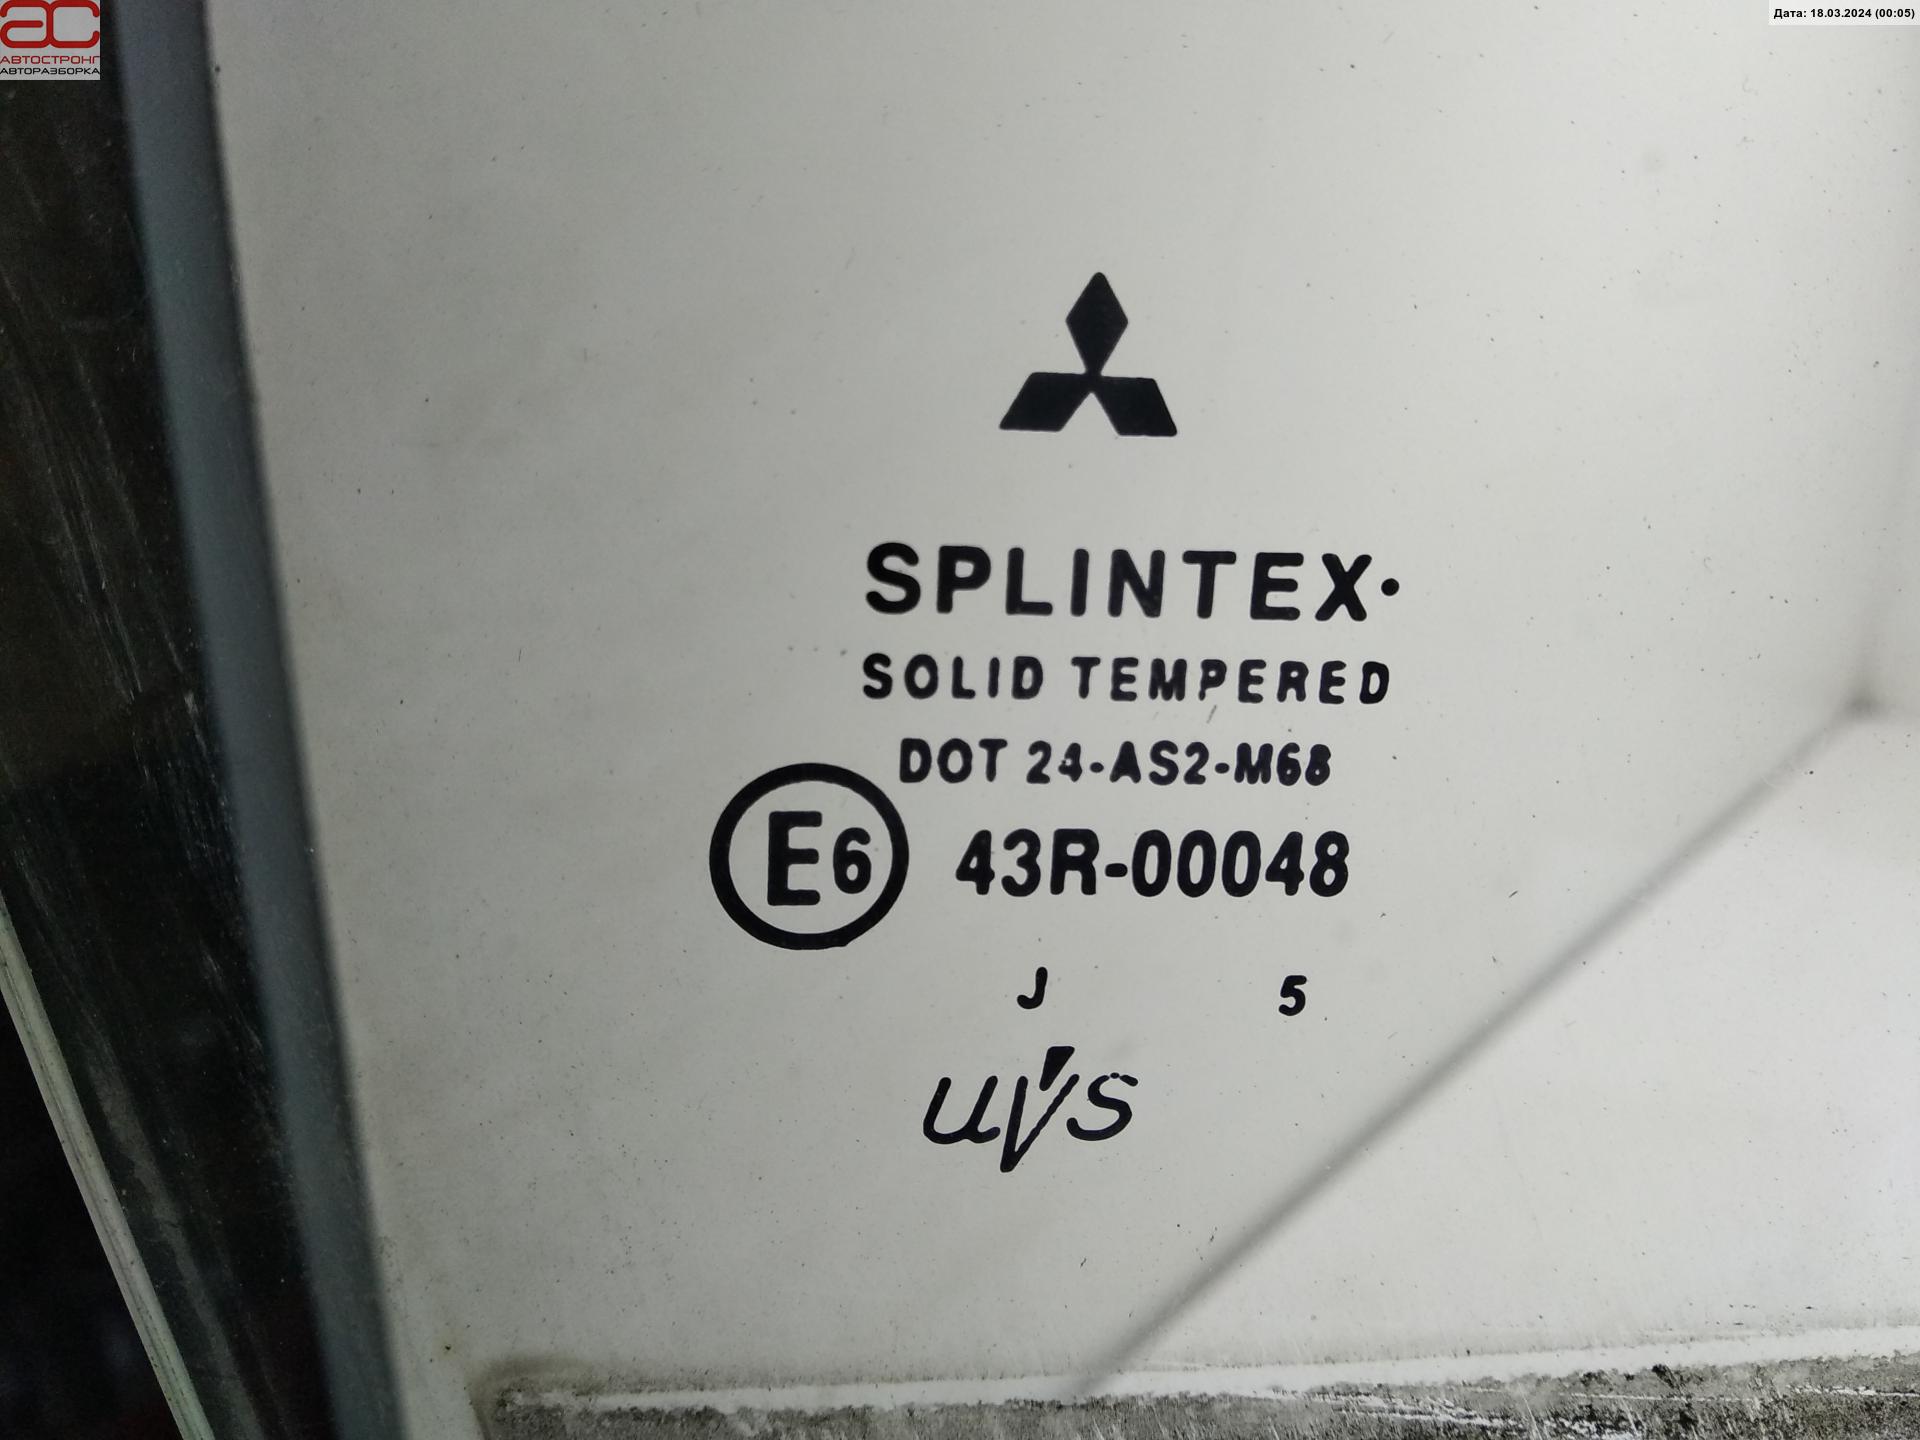 АВТОСТРОНГ
АВТОРАЗБОРКА
Дата: 18.03.2024 (00:05)
SPLINTEX·
SOLID TEMPERED
DOT 24-AS2-M68
E6 43R-00048
J 5
uvs